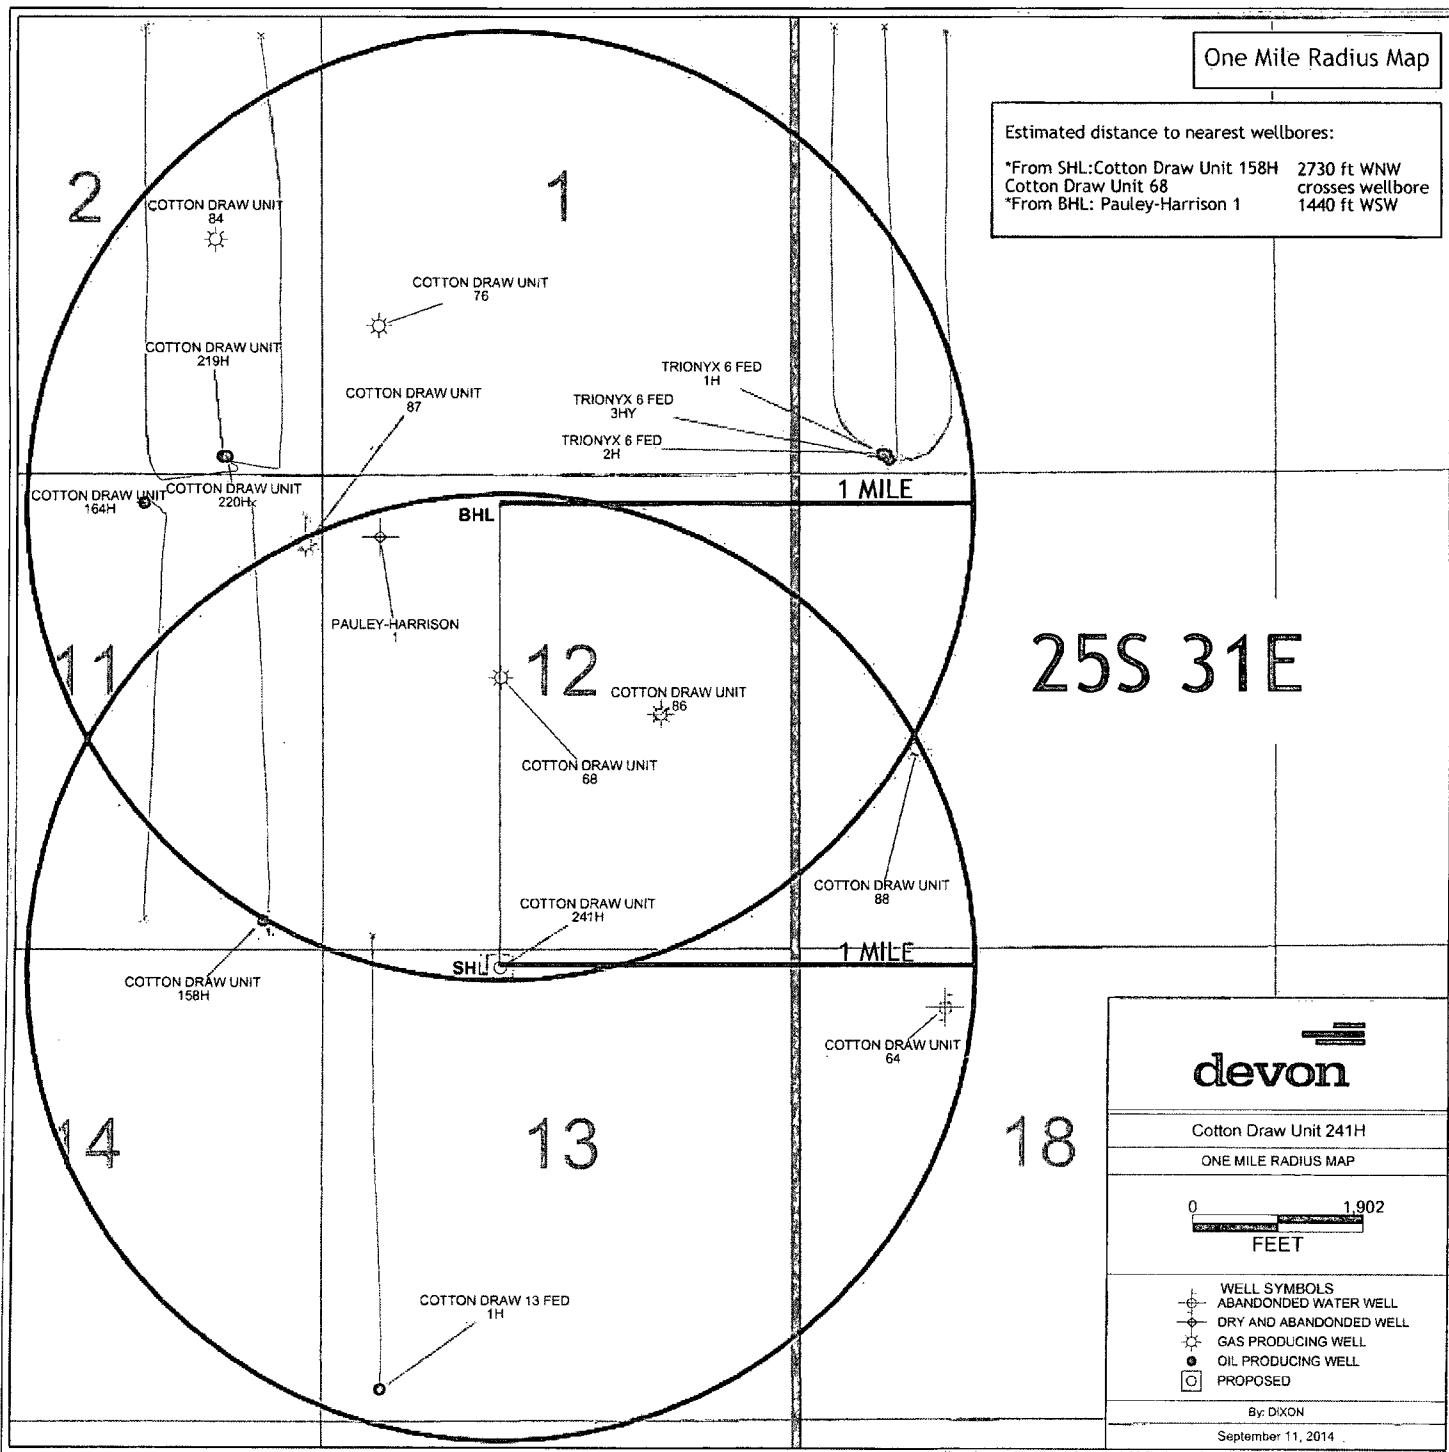 One Mile Radius Map
Estimated distance to nearest wellbores:
*From SHL:Cotton Draw Unit 158H 2730 ft WNW
Cotton Draw Unit 68 crosses wellbore
*From BHL: Pauley-Harrison 1 1440 ft WSW
2
1
COTTON DRAW UNIT
84
COTTON DRAW UNIT
76
COTTON DRAW UNIT
219H
COTTON DRAW UNIT
87
TRIONYX 6 FED
1H
TRIONYX 6 FED
3HY
TRIONYX 6 FED
2H
COTTON DRAW UNIT
164H
COTTON DRAW UNIT
220H
1 MILE
BHL
PAULEY-HARRISON
1
11
12
25S 31E
COTTON DRAW UNIT
86
COTTON DRAW UNIT
68
COTTON DRAW UNIT
88
COTTON DRAW UNIT
241H
1 MILE
SHL
COTTON DRAW UNIT
158H
COTTON DRAW UNIT
64
14
13
18
COTTON DRAW 13 FED
1H
devon
Cotton Draw Unit 241H
ONE MILE RADIUS MAP
0 1,902
FEET
WELL SYMBOLS
ABANDONDED WATER WELL
DRY AND ABANDONDED WELL
GAS PRODUCING WELL
OIL PRODUCING WELL
PROPOSED
By: DIXON
September 11, 2014